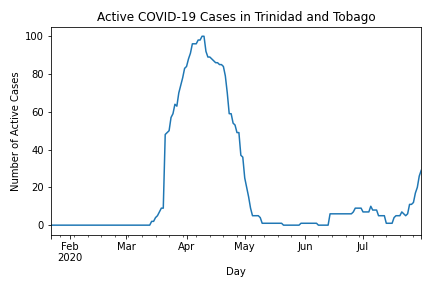 Active COVID-19 Cases in Trinidad and Tobago
Number of Active Cases
100
80
60
40
20
0
Feb Mar Apr May Jun Jul
2020
Day